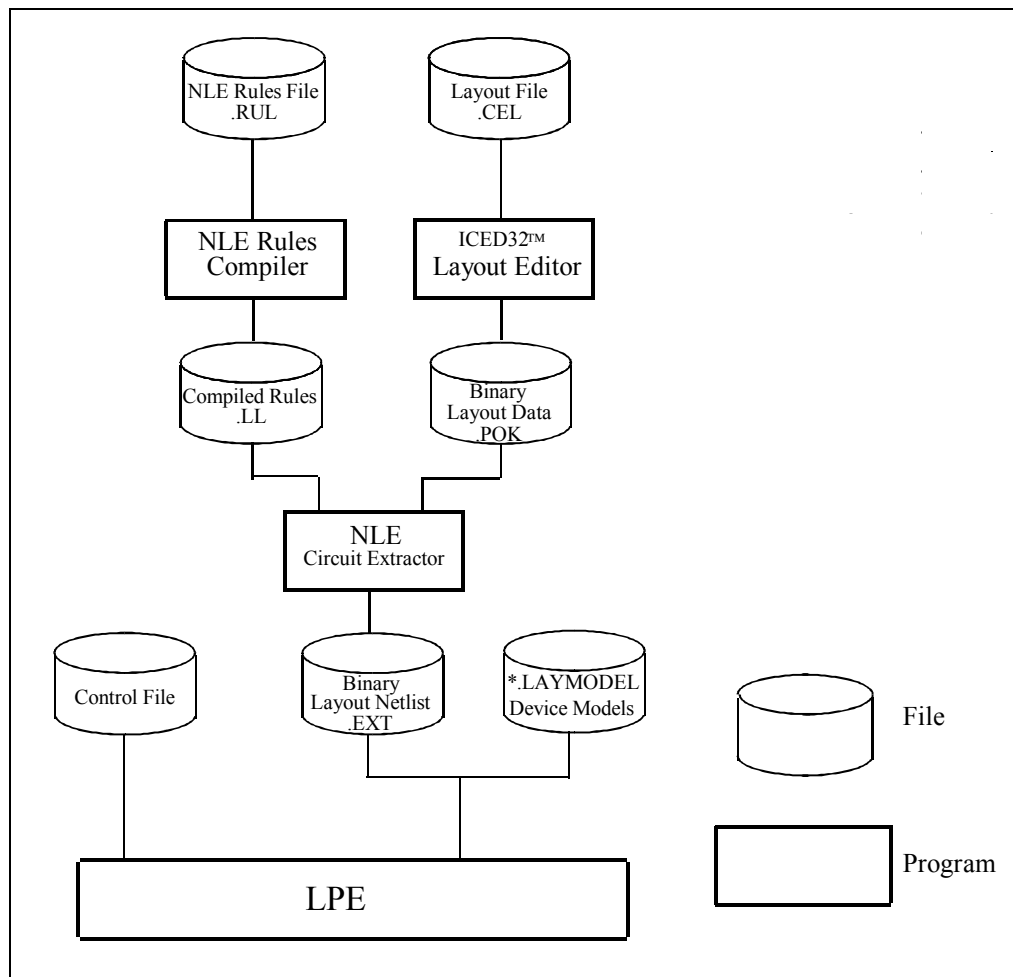 NLE Rules File
.RUL
Layout File
.CEL
NLE Rules
Compiler
ICED32™
Layout Editor
Compiled Rules
.LL
Binary
Layout Data
.POK
NLE
Circuit Extractor
Control File
Binary
Layout Netlist
.EXT
*.LAYMODEL
Device Models
File
Program
LPE